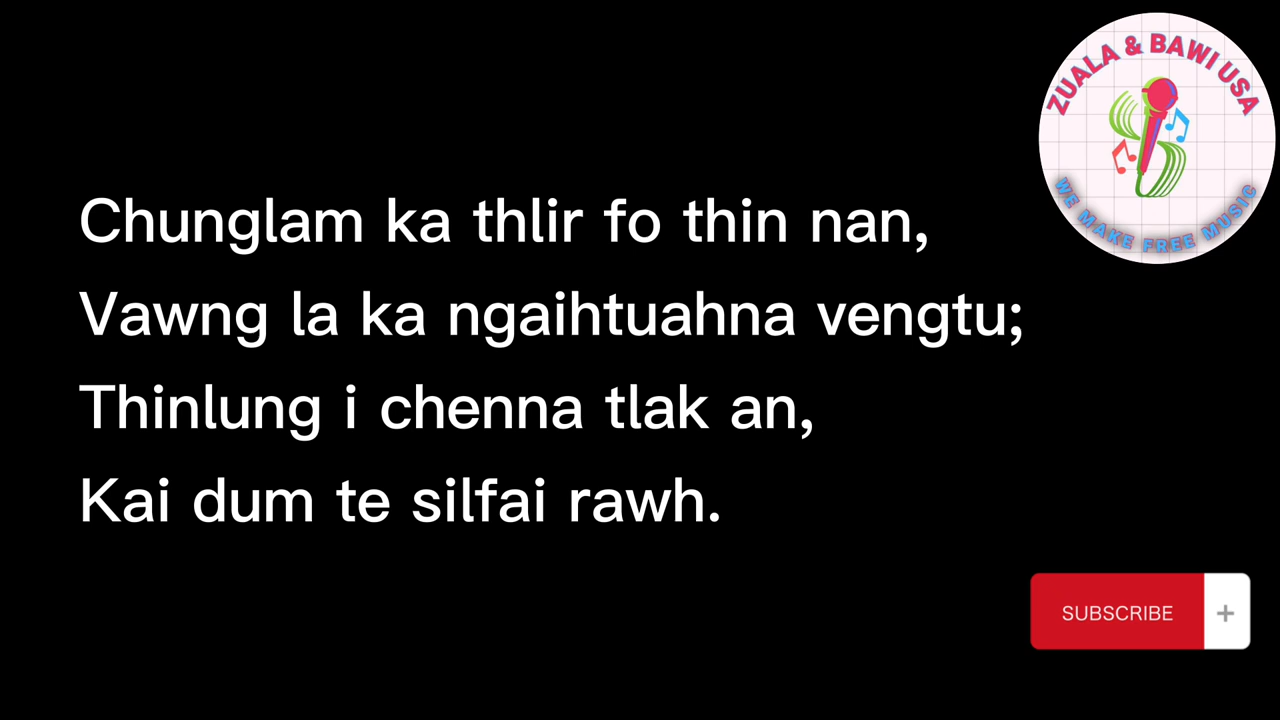 ZUALA & BAWI USA
WE MAKE FREE MUSIC
Chunglam ka thlir fo thin nan,
Vawng la ka ngaihtuahna vengtu;
Thinlung i chenna tlak an,
Kai dum te silfai rawh.
SUBSCRIBE +